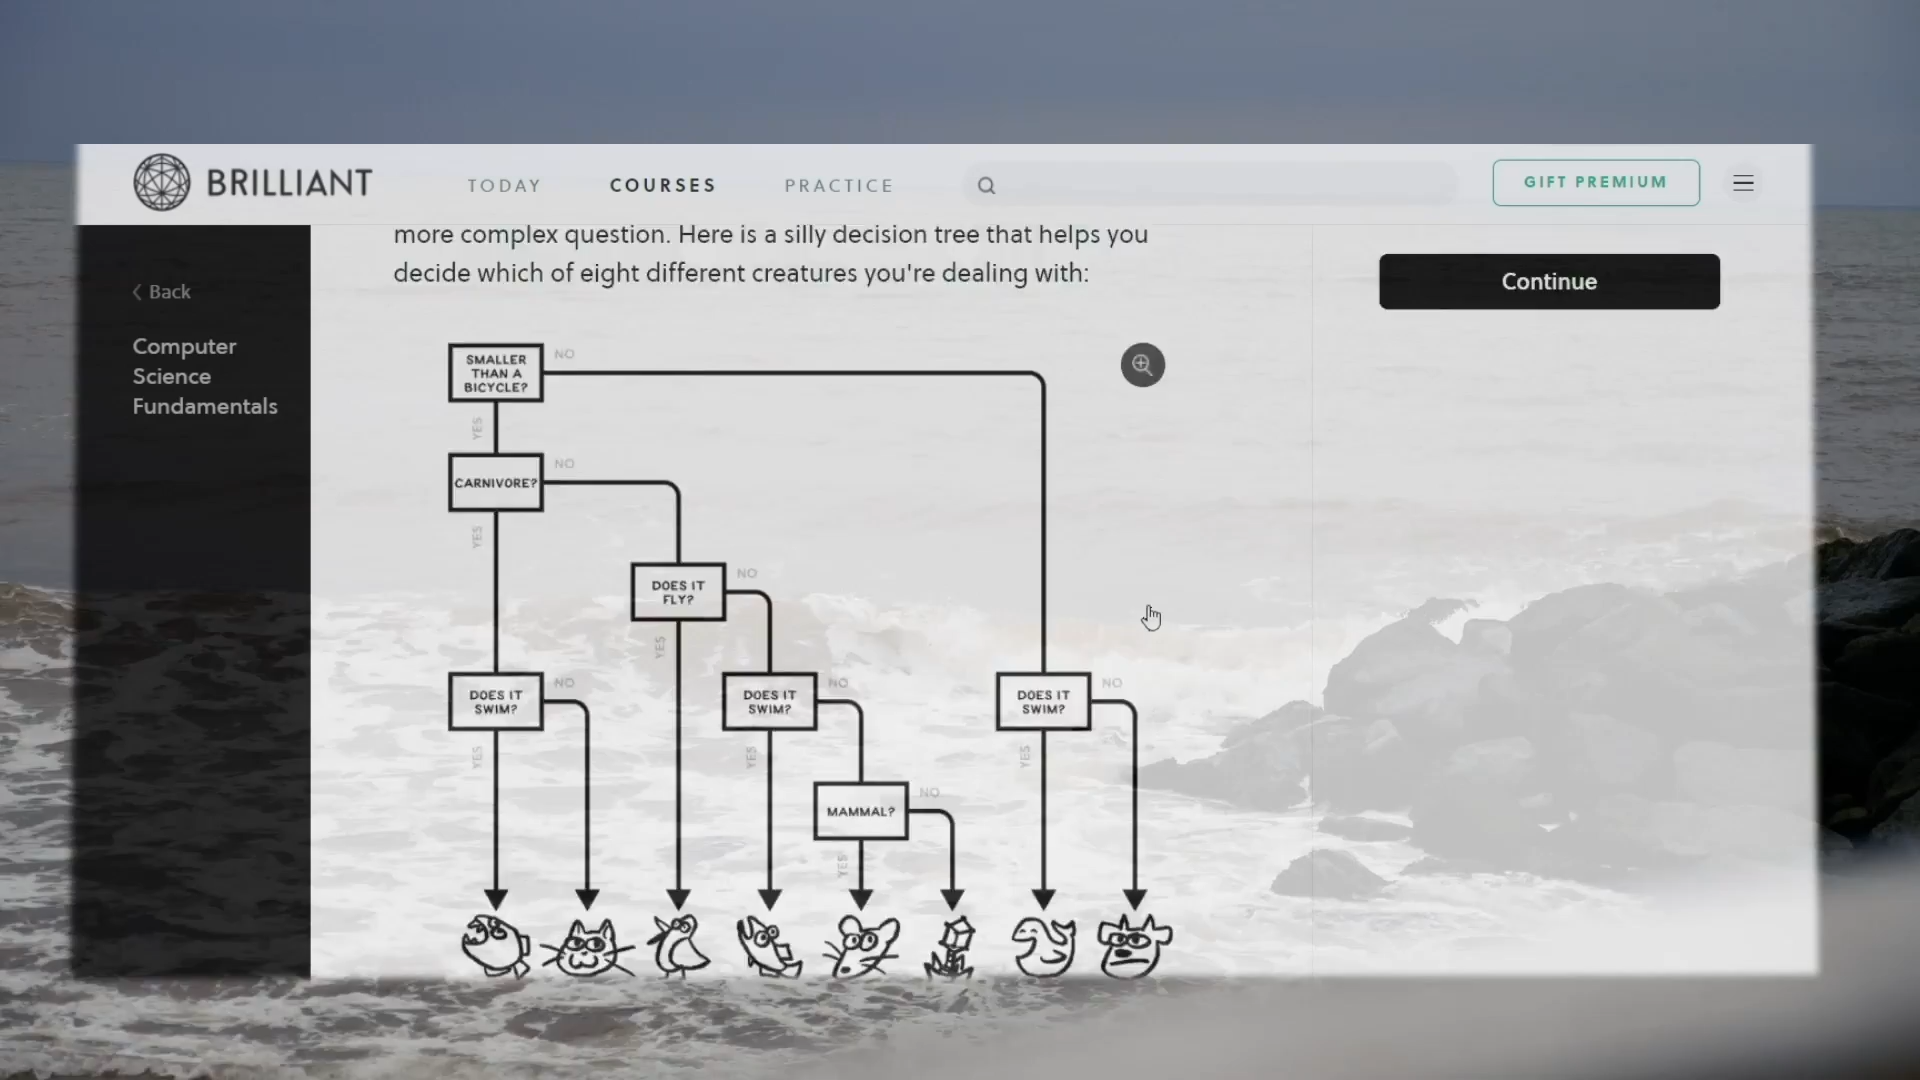 BRILLIANT
TODAY
COURSES
PRACTICE
GIFT PREMIUM
Back
Computer
Science
Fundamentals
more complex question. Here is a silly decision tree that helps you
decide which of eight different creatures you're dealing with:
Continue
SMALLER
THAN A
BICYCLE?
NO
YES
CARNIVORE?
NO
YES
DOES IT
FLY?
NO
YES
DOES IT
SWIM?
NO
YES
DOES IT
SWIM?
NO
YES
DOES IT
SWIM?
NO
YES
MAMMAL?
NO
YES